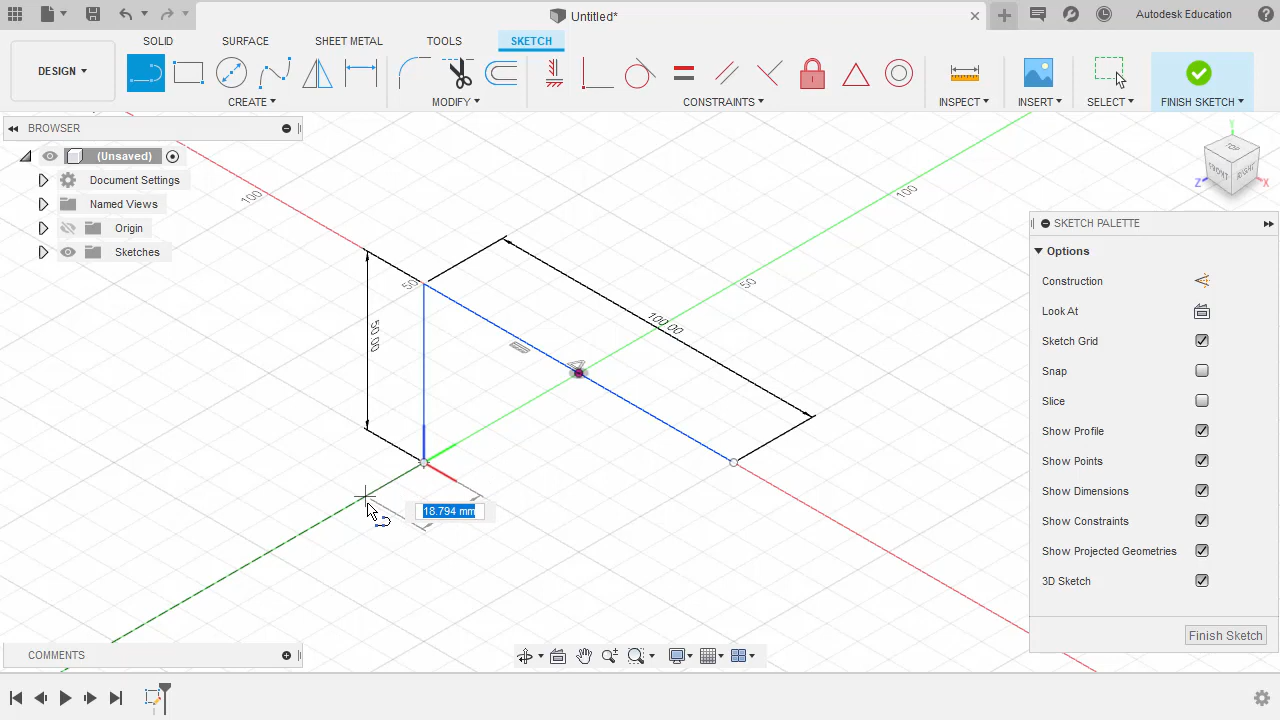 Untitled*
Autodesk Education
SOLID
SURFACE
SHEET METAL
TOOLS
SKETCH
DESIGN
CREATE
MODIFY
CONSTRAINTS
INSPECT
INSERT
SELECT
FINISH SKETCH
BROWSER
(Unsaved)
Document Settings
Named Views
Origin
Sketches
100
50
50
100
50.00
100.00
18.794 mm
TOP
FRONT
RIGHT
Y
Z
X
SKETCH PALETTE
Options
Construction
Look At
Sketch Grid
Snap
Slice
Show Profile
Show Points
Show Dimensions
Show Constraints
Show Projected Geometries
3D Sketch
Finish Sketch
COMMENTS